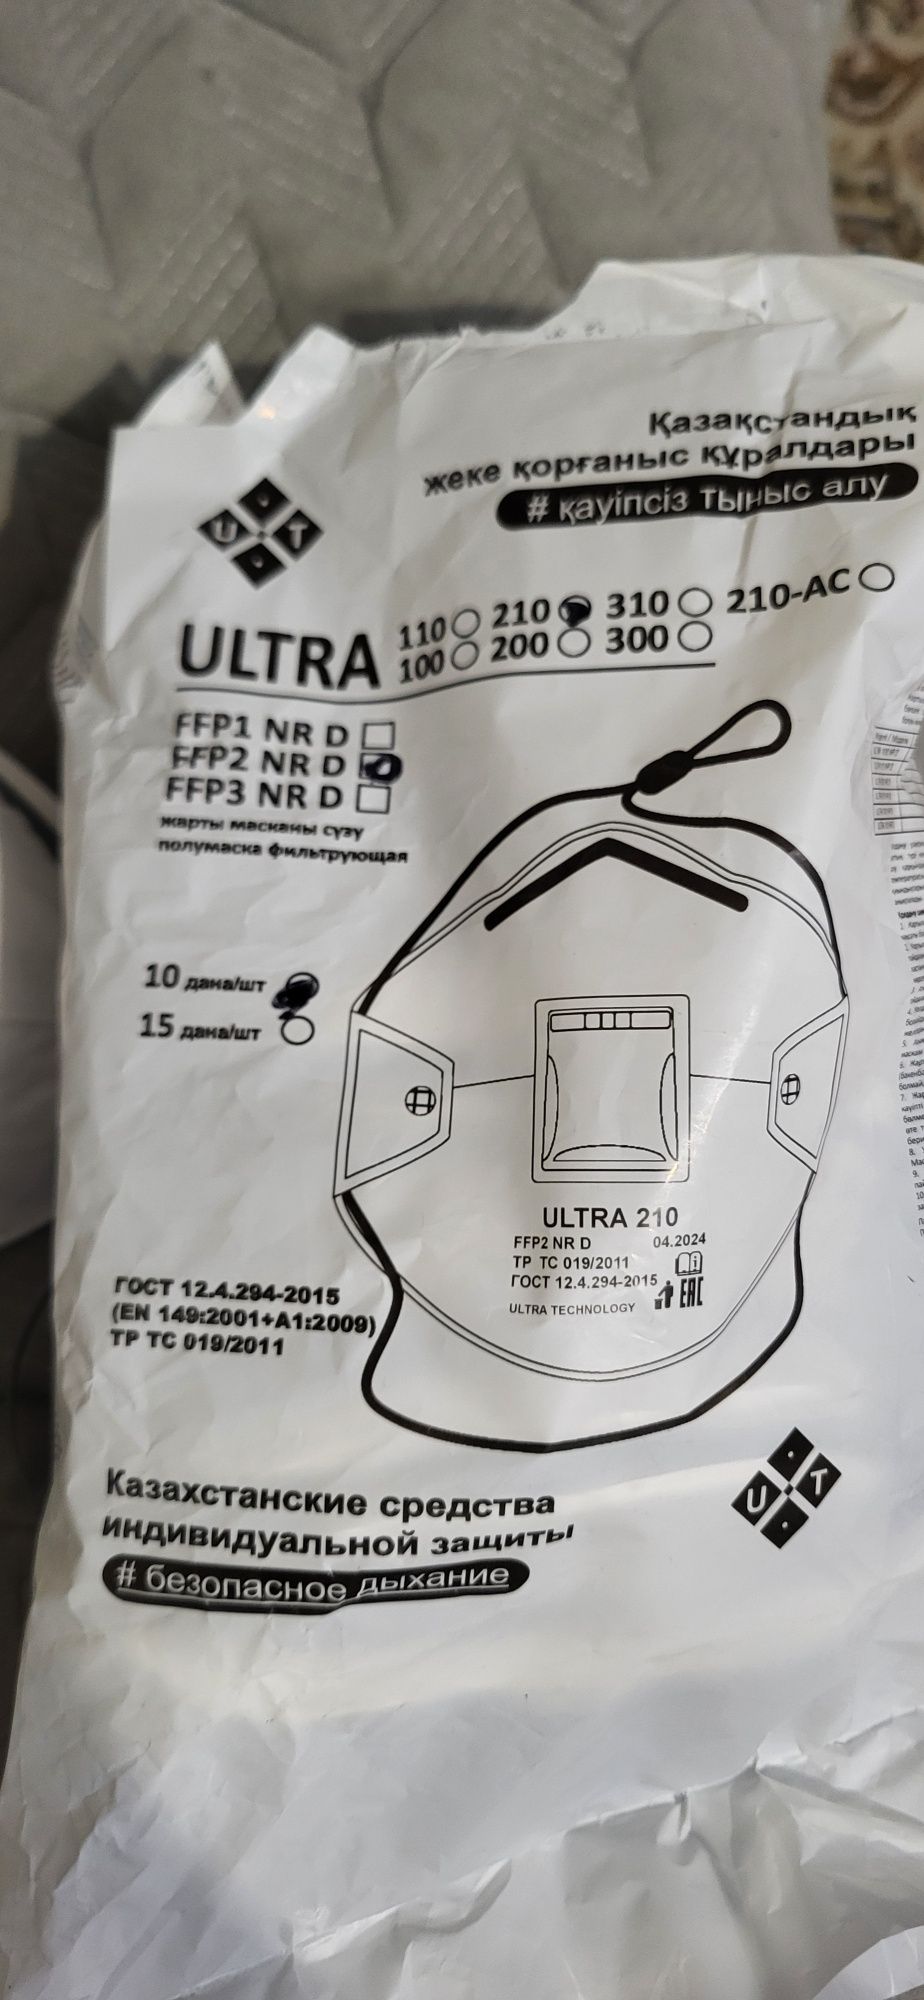 Қазақстандық
жеке қорғаныс құралдары
# қауіпсіз тыныс алу
U T
ULTRA
110 210 310 210-AC
100 200 300
FFP1 NR D
FFP2 NR D
FFP3 NR D
жарты масканы сүзу
полумаска фильтрующая
10 дана/шт
15 дана/шт
ULTRA 210
FFP2 NR D 04.2024
ТР ТС 019/2011
ГОСТ 12.4.294-2015
ULTRA TECHNOLOGY
EAC
ГОСТ 12.4.294-2015
(EN 149:2001+A1:2009)
ТР ТС 019/2011
U T
Казахстанские средства
индивидуальной защиты
# безопасное дыхание